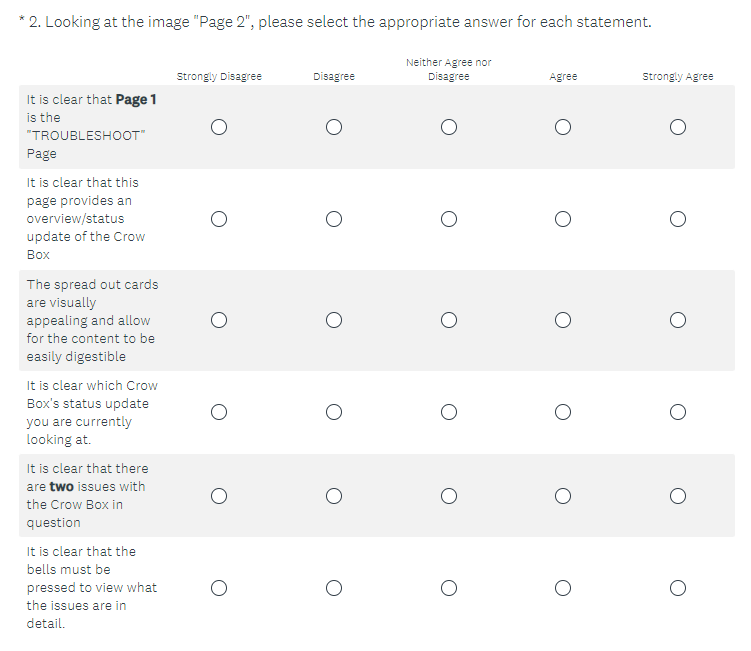 * 2. Looking at the image "Page 2", please select the appropriate answer for each statement.
Strongly Disagree
Disagree
Neither Agree nor
Disagree
Agree
Strongly Agree
It is clear that Page 1
is the
"TROUBLESHOOT"
Page
It is clear that this
page provides an
overview/status
update of the Crow
Box
The spread out cards
are visually
appealing and allow
for the content to be
easily digestible
It is clear which Crow
Box's status update
you are currently
looking at.
It is clear that there
are two issues with
the Crow Box in
question
It is clear that the
bells must be
pressed to view what
the issues are in
detail.